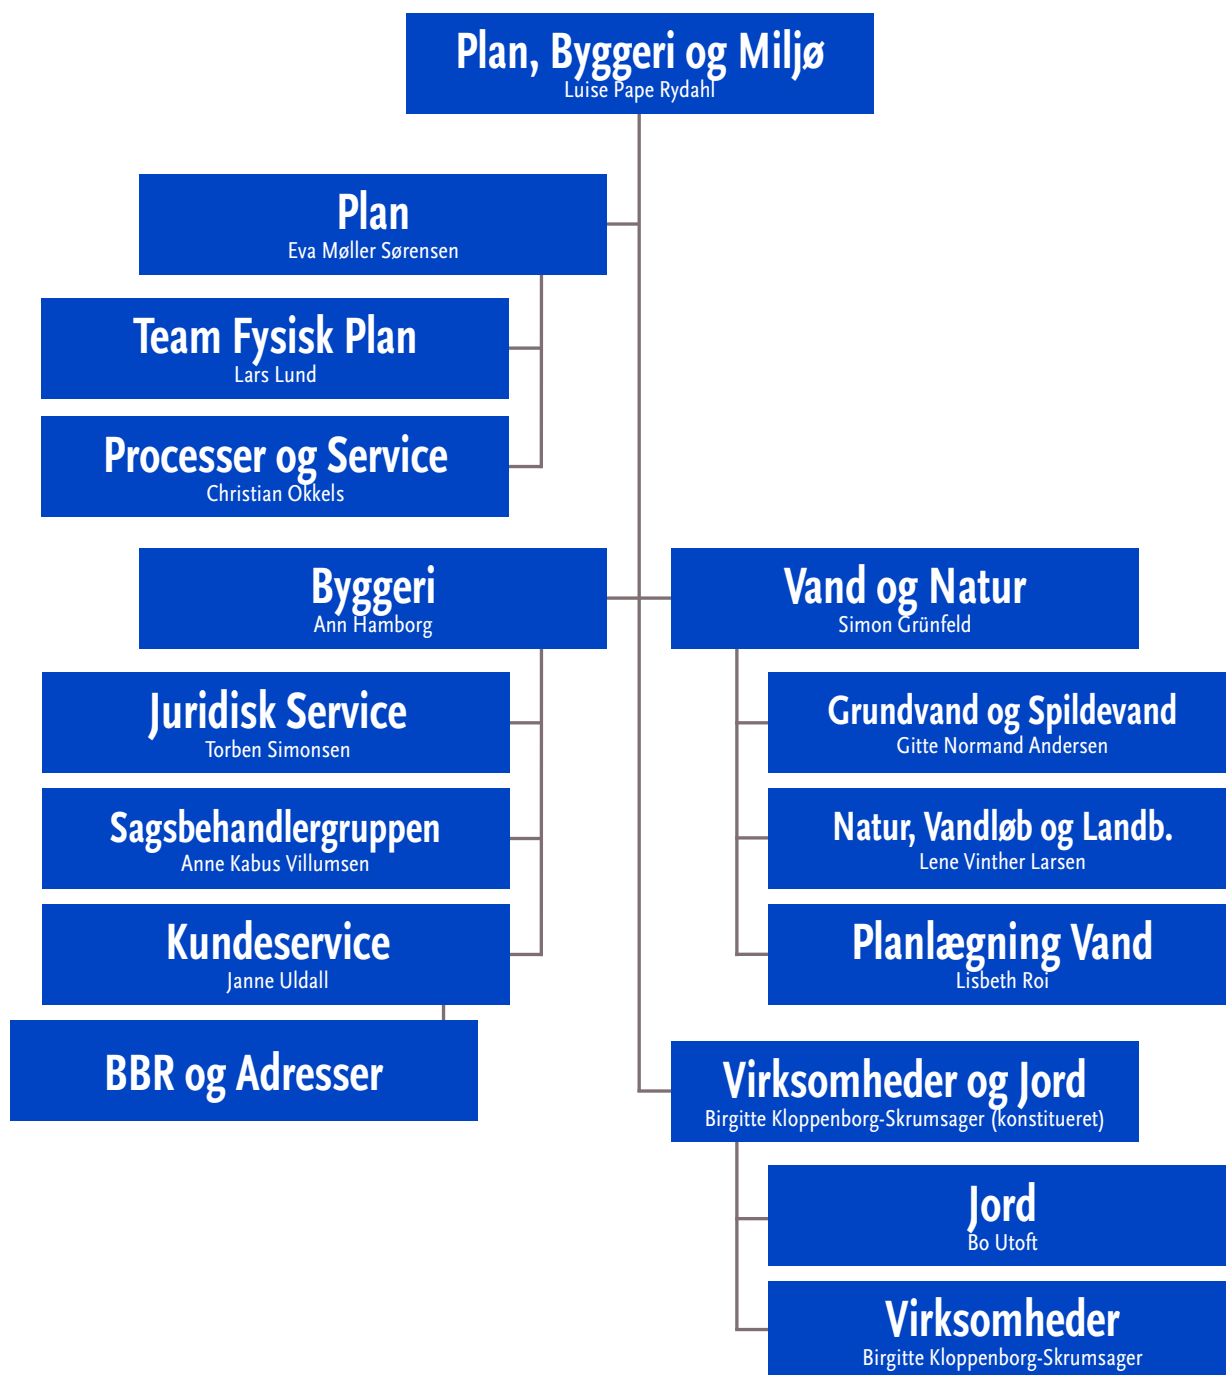 Plan, Byggeri og Miljø
Luise Pape Rydahl
Plan
Eva Møller Sørensen
Team Fysisk Plan
Lars Lund
Processer og Service
Christian Okkels
Byggeri
Ann Hamborg
Juridisk Service
Torben Simonsen
Sagsbehandlergruppen
Anne Kabus Villumsen
Kundeservice
Janne Uldall
BBR og Adresser
Vand og Natur
Simon Grünfeld
Grundvand og Spildevand
Gitte Normand Andersen
Natur, Vandløb og Landb.
Lene Vinther Larsen
Planlægning Vand
Lisbeth Roi
Virksomheder og Jord
Birgitte Kloppenborg-Skrumsager (konstitueret)
Jord
Bo Utoft
Virksomheder
Birgitte Kloppenborg-Skrumsager